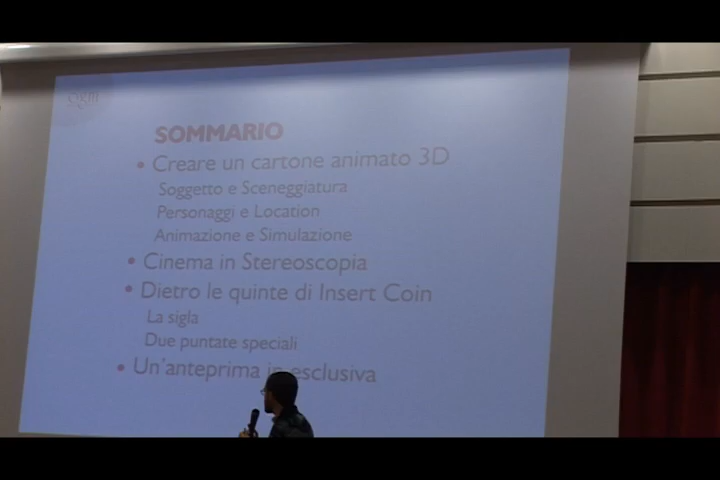 SOMMARIO
• Creare un cartone animato 3D
Soggetto e Sceneggiatura
Personaggi e Location
Animazione e Simulazione
• Cinema in Stereoscopia
• Dietro le quinte di Insert Coin
La sigla
Due puntate speciali
• Un'anteprima in esclusiva